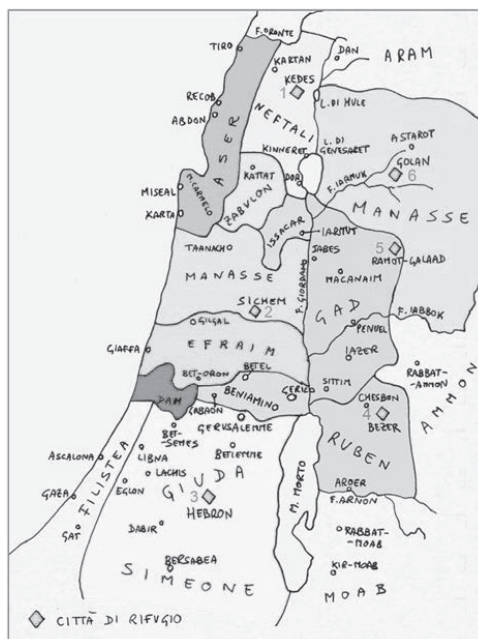 F. ORONTE
TIRO
DAN
ARAM
KARTAN
KEDES
1
NEFTALI
L. DI HULE
RECOB
ABDON
ASER
ASTAROT
GOLAN
6
L. DI
GENESARET
KINNERET
F. IARMUK
MANASSE
KATTAT
DOR
MISEAL
M. CARMELO
ZABULON
KARTA
ISSACAR
IARMUT
TAANACH
JABES
5
RAMOT-GALAAD
MANASSE
MACANAIM
F. GIORDANO
GAD
SICHEM
2
GILGAL
PENUEL
F. IABBOK
EFRAIM
GIAFFA
IAZER
BETEL
BET-ORON
RABBAT-
AMMON
AMMON
DAM
BENIAMINO
GERICO
SITTIM
GABAON
CHESBON
4
BEZER
GERUSALEMME
BET-
SEMES
RUBEN
ASCALONA
LIBNA
BETLEMME
LACHIS
GIUDA
FILISTEA
M. MORTO
AROER
F. ARNON
GAZA
EGLON
3
HEBRON
GAT
DABIR
RABBAT-
MOAB
BERSABEA
KIR-MOAB
SIMEONE
MOAB
CITTÀ DI RIFUGIO